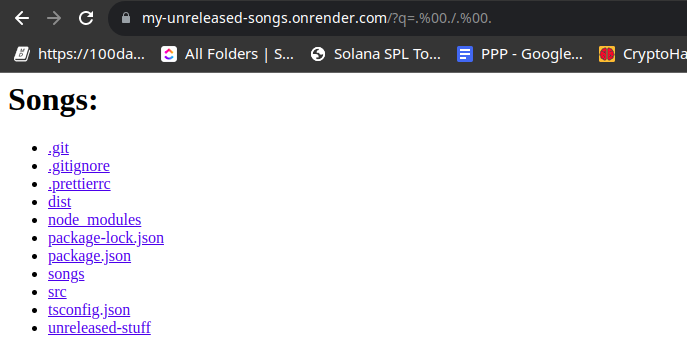 my-unreleased-songs.onrender.com/?q=.%00./.%00.
https://100da... All Folders | S... Solana SPL To... PPP - Google... CryptoHa
Songs:
.git
.gitignore
.prettierrc
dist
node_modules
package-lock.json
package.json
songs
src
tsconfig.json
unreleased-stuff